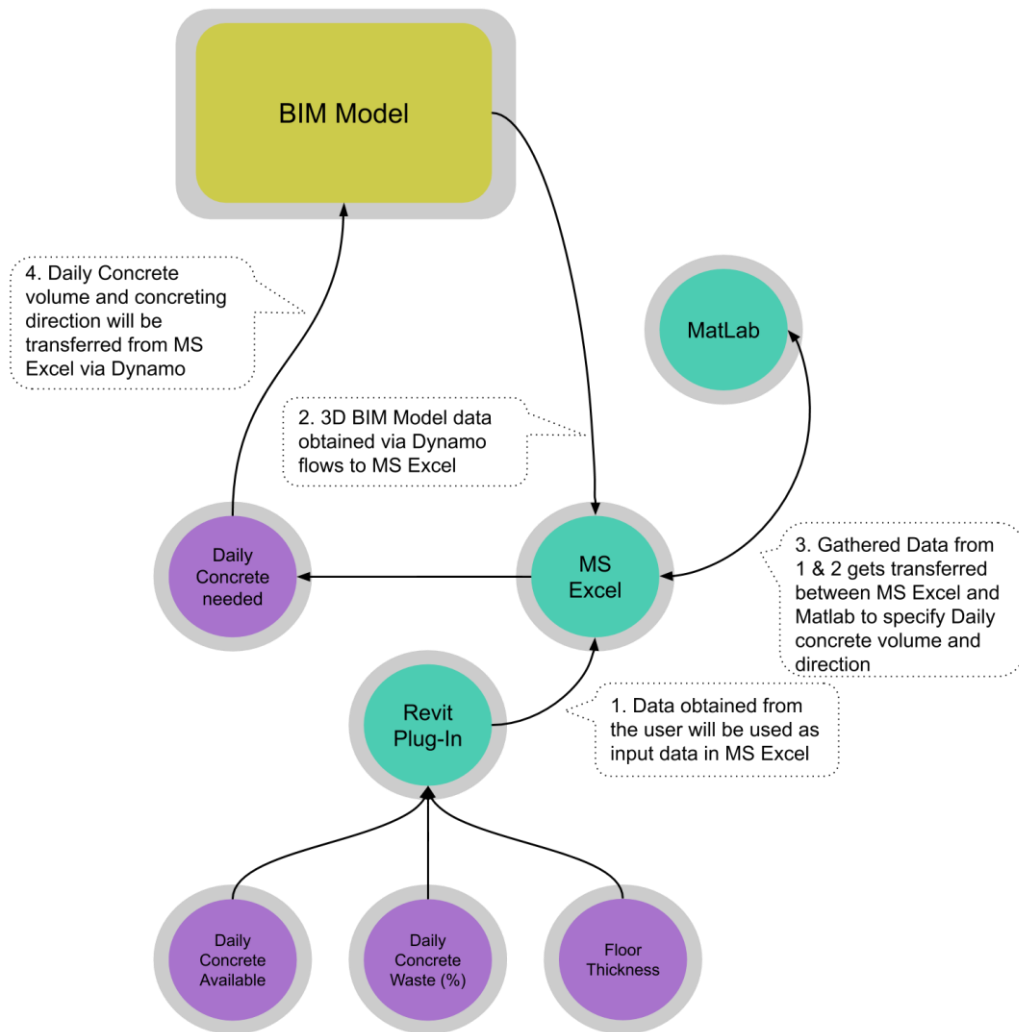 BIM Model
4. Daily Concrete
volume and concreting
direction will be
transferred from MS
Excel via Dynamo
MatLab
2. 3D BIM Model data
obtained via Dynamo
flows to MS Excel
Daily
Concrete
needed
MS
Excel
3. Gathered Data from
1 & 2 gets transferred
between MS Excel and
Matlab to specify Daily
concrete volume and
direction
Revit
Plug-In
1. Data obtained from
the user will be used as
input data in MS Excel
Daily
Concrete
Available
Daily
Concrete
Waste (%)
Floor
Thickness